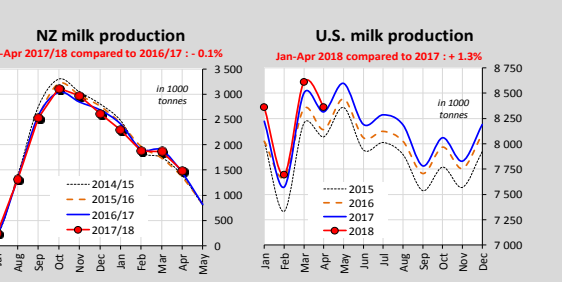 NZ milk production
-Apr 2017/18 compared to 2016/17 : - 0.1%
3 500
3 000
2 500
2 000
1 500
1 000
500
0
in 1000
tonnes
2014/15
2015/16
2016/17
2017/18
Aug
Sep
Oct
Nov
Dec
Jan
Feb
Mar
Apr
May
U.S. milk production
Jan-Apr 2018 compared to 2017 : + 1.3%
8 750
8 500
8 250
8 000
7 750
7 500
7 250
7 000
in 1000
tonnes
2015
2016
2017
2018
Jan
Feb
Mar
Apr
May
Jun
Jul
Aug
Sep
Oct
Nov
Dec